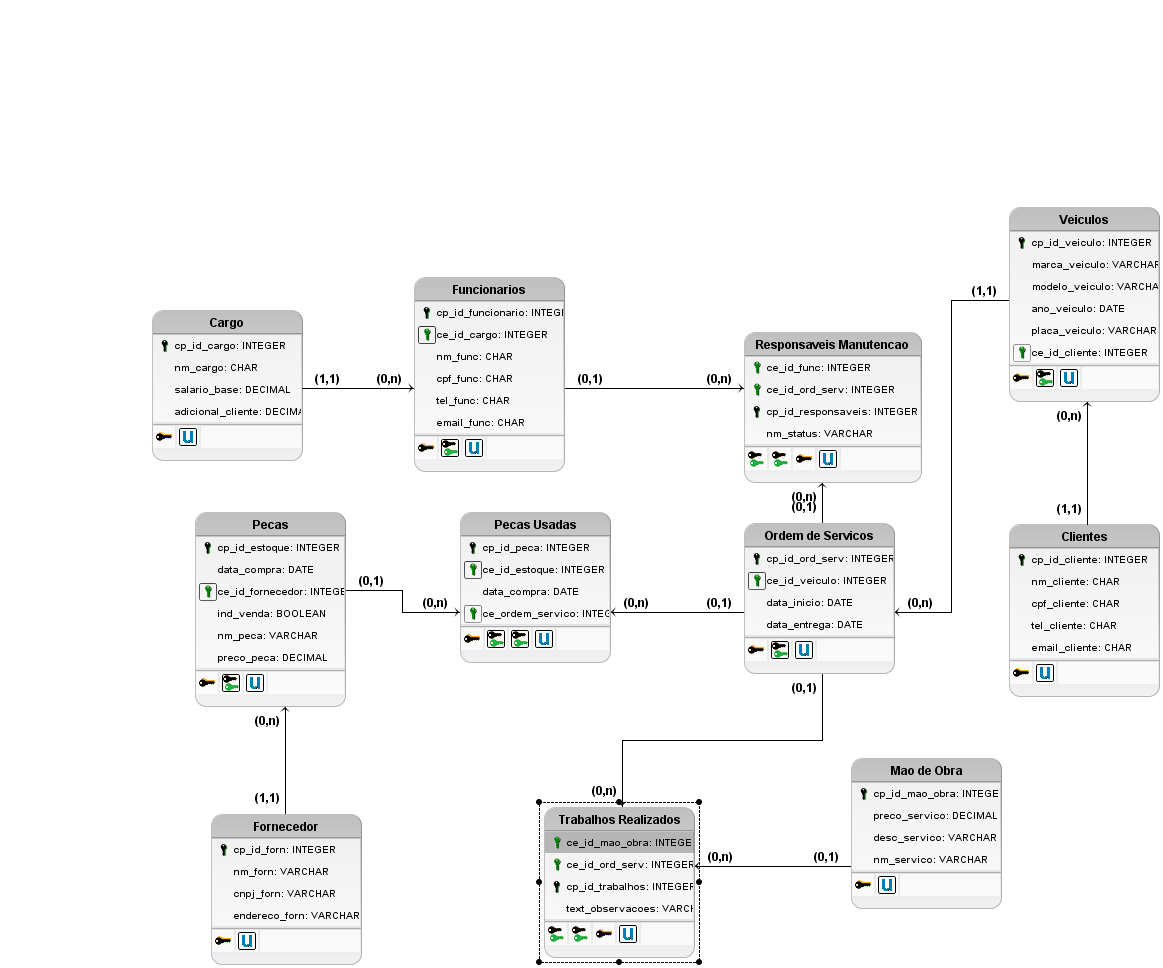 Veiculos
cp_id_veiculo: INTEGER
marca_veiculo: VARCHAR
modelo_veiculo: VARCHA
ano_veiculo: DATE
placa_veiculo: VARCHAR
ce_id_cliente: INTEGER
U
(1,1)
(0,n)
Funcionarios
cp_id_funcionario: INTEGI
ce_id_cargo: INTEGER
nm_func: CHAR
cpf_func: CHAR
tel_func: CHAR
email_func: CHAR
U
Cargo
cp_id_cargo: INTEGER
nm_cargo: CHAR
salario_base: DECIMAL
adicional_cliente: DECIMA
U
(1,1)
(0,n)
(0,1)
(0,n)
Responsaveis Manutencao
ce_id_func: INTEGER
ce_id_ord_serv: INTEGER
cp_id_responsaveis: INTEGER
nm_status: VARCHAR
U
(0,n)
(0,1)
(1,1)
Clientes
cp_id_cliente: INTEGER
nm_cliente: CHAR
cpf_cliente: CHAR
tel_cliente: CHAR
email_cliente: CHAR
U
Pecas
cp_id_estoque: INTEGER
data_compra: DATE
ce_id_fornecedor: INTEGE
ind_venda: BOOLEAN
nm_peca: VARCHAR
preco_peca: DECIMAL
U
(0,1)
(0,n)
Pecas Usadas
cp_id_peca: INTEGER
ce_id_estoque: INTEGER
data_compra: DATE
ce_ordem_servico: INTEG
U
(0,n)
(0,1)
Ordem de Servicos
cp_id_ord_serv: INTEGER
ce_id_veiculo: INTEGER
data_inicio: DATE
data_entrega: DATE
U
(0,n)
(0,1)
(0,n)
(1,1)
Fornecedor
cp_id_forn: INTEGER
nm_forn: VARCHAR
cnpj_forn: VARCHAR
endereco_forn: VARCHAR
U
(0,n)
Trabalhos Realizados
ce_id_mao_obra: INTEGE
ce_id_ord_serv: INTEGER
cp_id_trabalhos: INTEGER
text_observacoes: VARCH
U
(0,n)
(0,1)
Mao de Obra
cp_id_mao_obra: INTEGE
preco_servico: DECIMAL
desc_servico: VARCHAR
nm_servico: VARCHAR
U